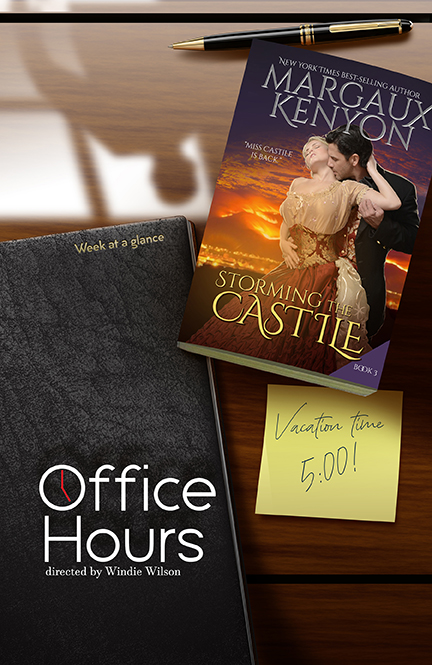 New York Times Best-selling Author
Margaux
Kenyon
"Miss Castile
is back."
Storming the
Castile
Book 3
Week at a glance
Vacation time
5:00!
Office
Hours
directed by Windie Wilson